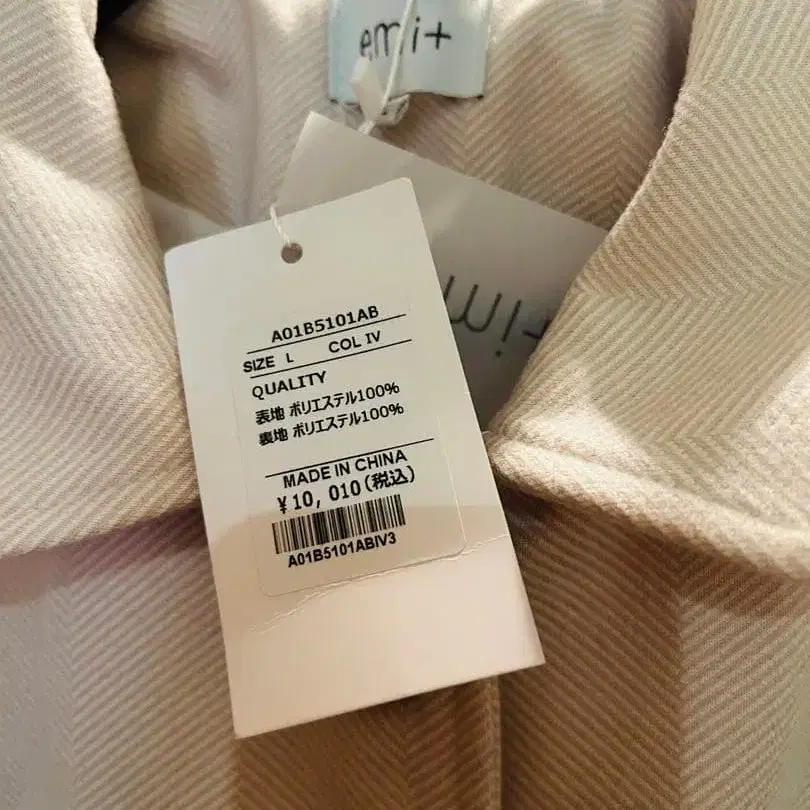 emi+
emi+
A01B5101AB
SIZE L COL IV
QUALITY
表地 ポリエステル100%
裏地 ポリエステル100%
MADE IN CHINA
¥10,010(税込)
A01B5101ABIV3